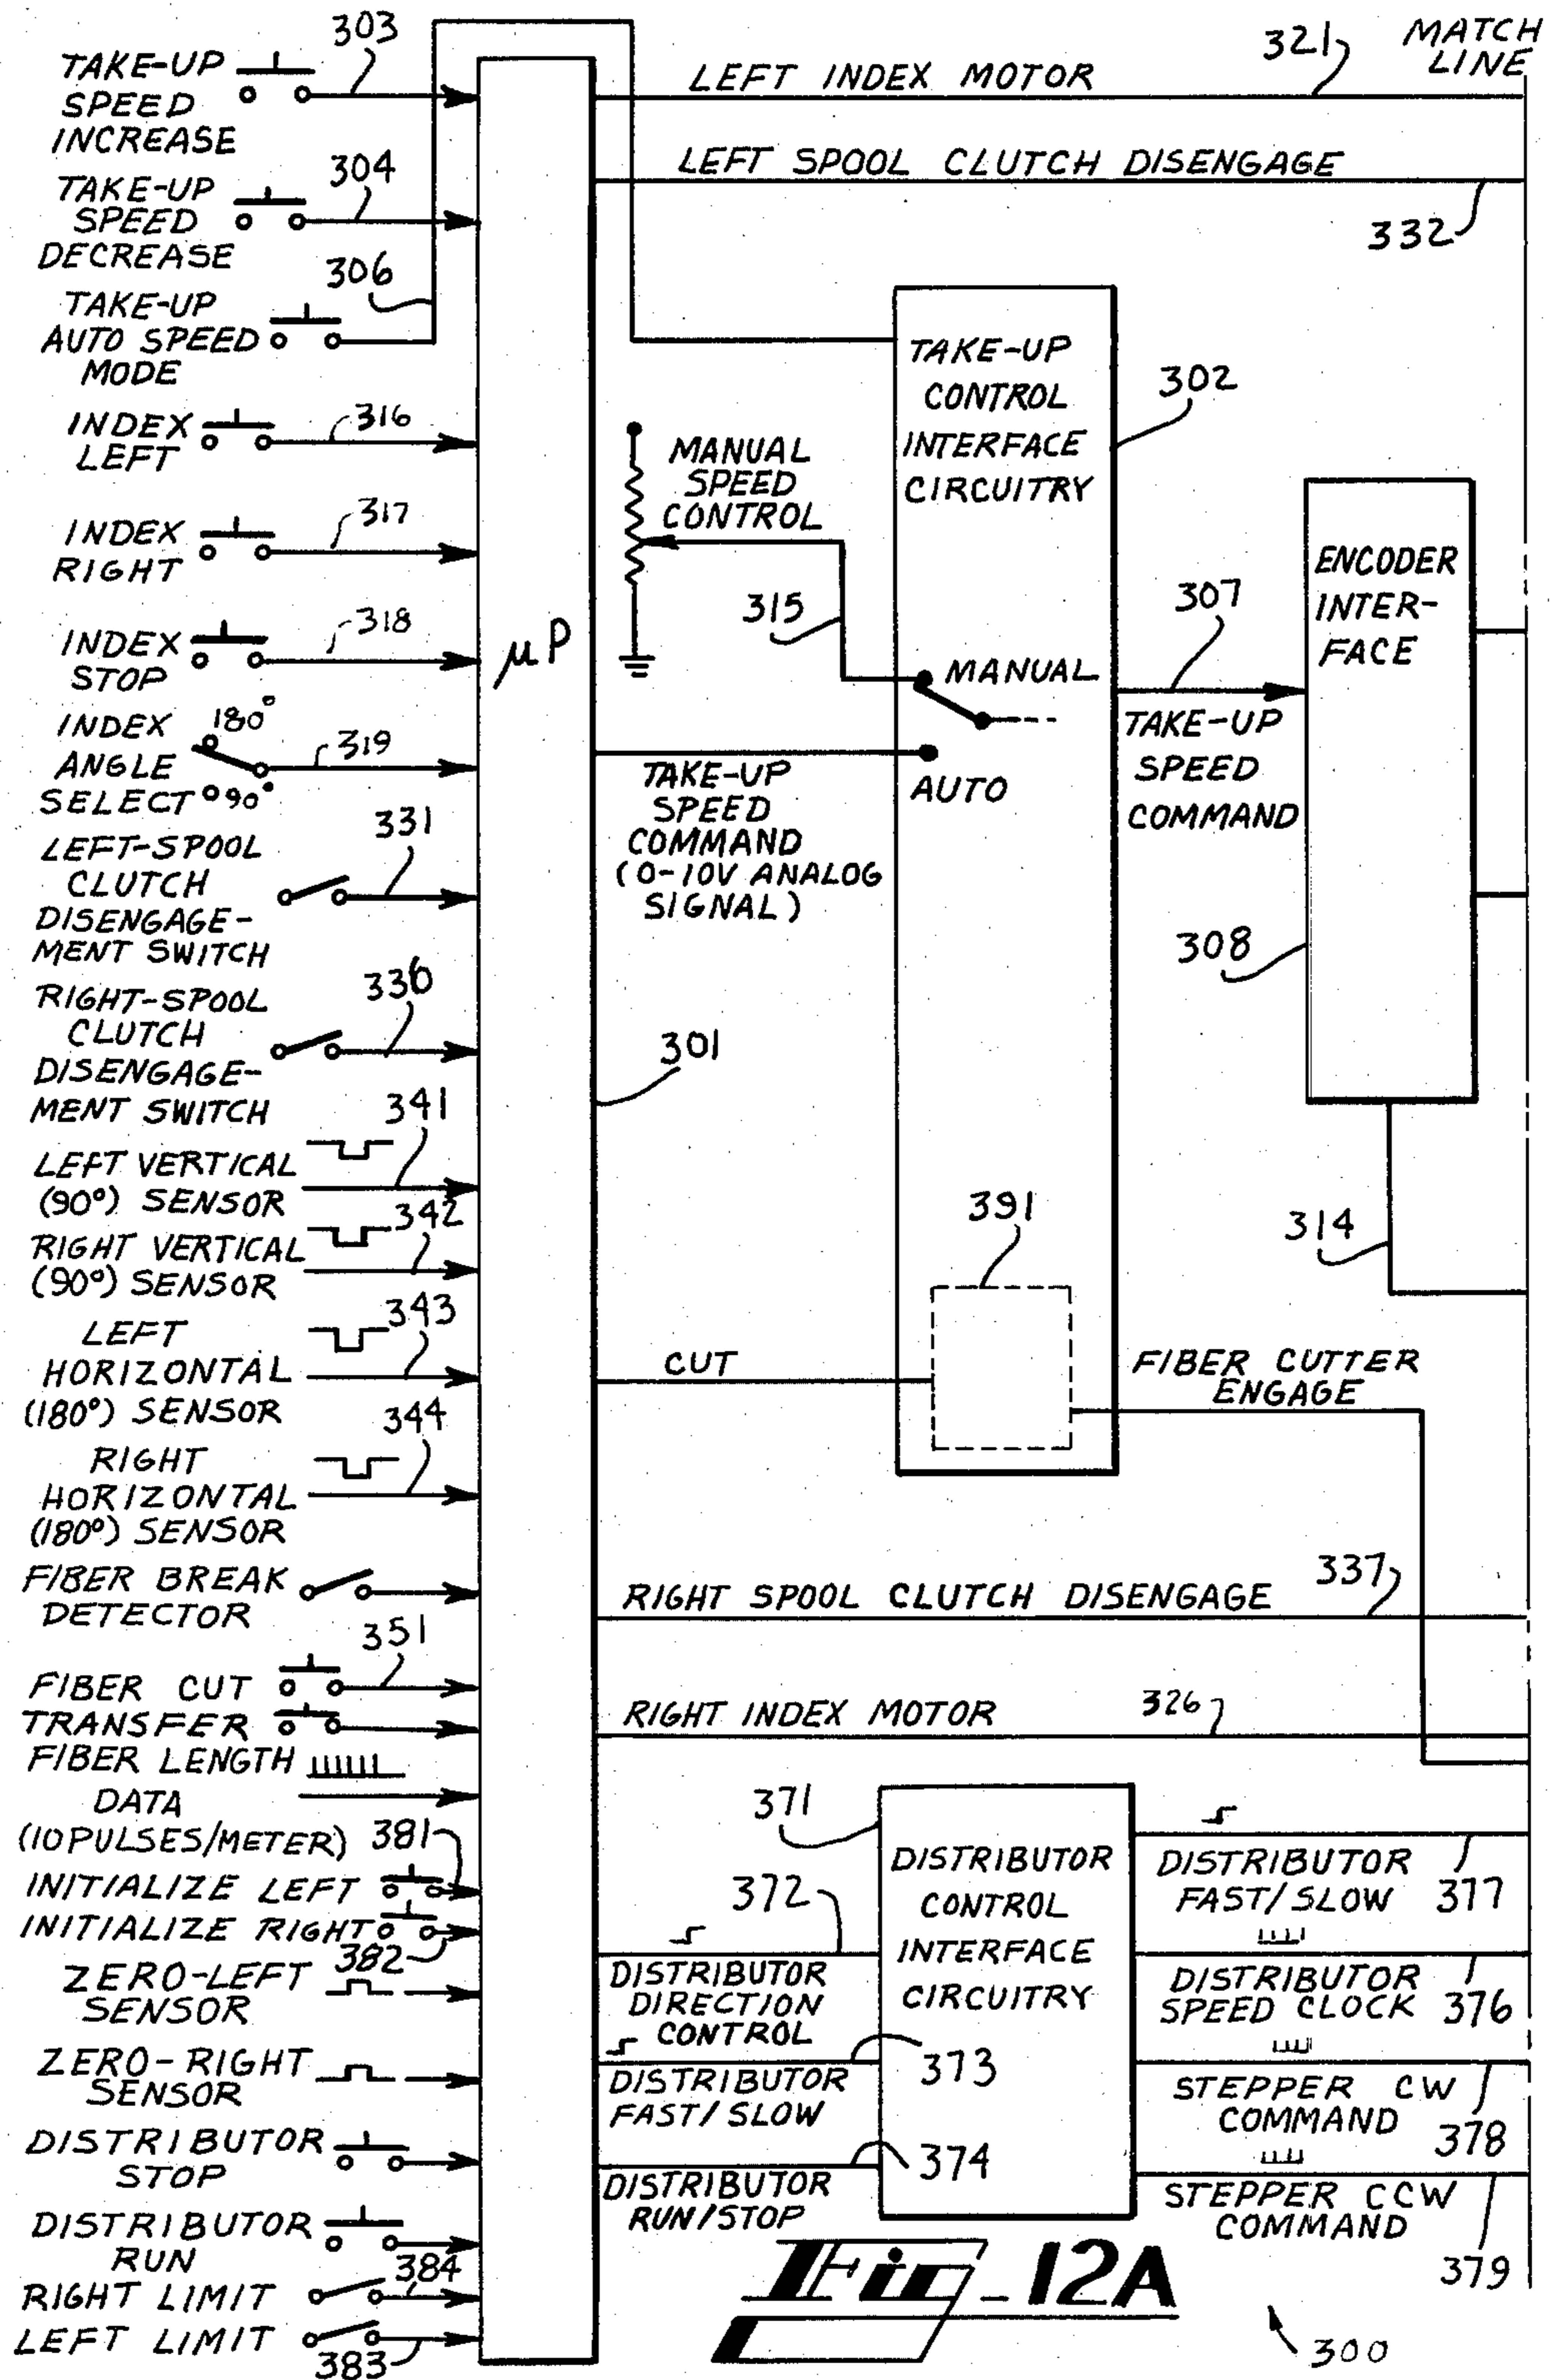 303
321
MATCH
LINE
TAKE-UP
SPEED
INCREASE
LEFT INDEX MOTOR
304
TAKE-UP
SPEED
DECREASE
LEFT SPOOL CLUTCH DISENGAGE
332
306
TAKE-UP
AUTO SPEED
MODE
316
INDEX
LEFT
317
INDEX
RIGHT
318
INDEX
STOP
180°
INDEX
ANGLE
SELECT
90°
319
331
LEFT-SPOOL
CLUTCH
DISENGAGE-
MENT SWITCH
336
RIGHT-SPOOL
CLUTCH
DISENGAGE-
MENT SWITCH
341
LEFT VERTICAL
(90°) SENSOR
342
RIGHT VERTICAL
(90°) SENSOR
343
LEFT
HORIZONTAL
(180°) SENSOR
344
RIGHT
HORIZONTAL
(180°) SENSOR
FIBER BREAK
DETECTOR
351
FIBER CUT
TRANSFER
FIBER LENGTH
DATA
(10 PULSES/METER)
381
INITIALIZE LEFT
INITIALIZE RIGHT
382
ZERO-LEFT
SENSOR
ZERO-RIGHT
SENSOR
DISTRIBUTOR
STOP
DISTRIBUTOR
RUN
384
RIGHT LIMIT
LEFT LIMIT
383
μP
301
MANUAL
SPEED
CONTROL
315
TAKE-UP
SPEED
COMMAND
(0-10V ANALOG
SIGNAL)
TAKE-UP
CONTROL
INTERFACE
CIRCUITRY
302
MANUAL
AUTO
307
TAKE-UP
SPEED
COMMAND
ENCODER
INTER-
FACE
308
314
391
CUT
FIBER CUTTER
ENGAGE
RIGHT SPOOL CLUTCH DISENGAGE
337
RIGHT INDEX MOTOR
326
371
DISTRIBUTOR
CONTROL
INTERFACE
CIRCUITRY
372
DISTRIBUTOR
DIRECTION
CONTROL
373
DISTRIBUTOR
FAST/SLOW
374
DISTRIBUTOR
RUN/STOP
DISTRIBUTOR
FAST/SLOW
377
DISTRIBUTOR
SPEED CLOCK
376
STEPPER CW
COMMAND
378
STEPPER CCW
COMMAND
379
Fig-12A
300